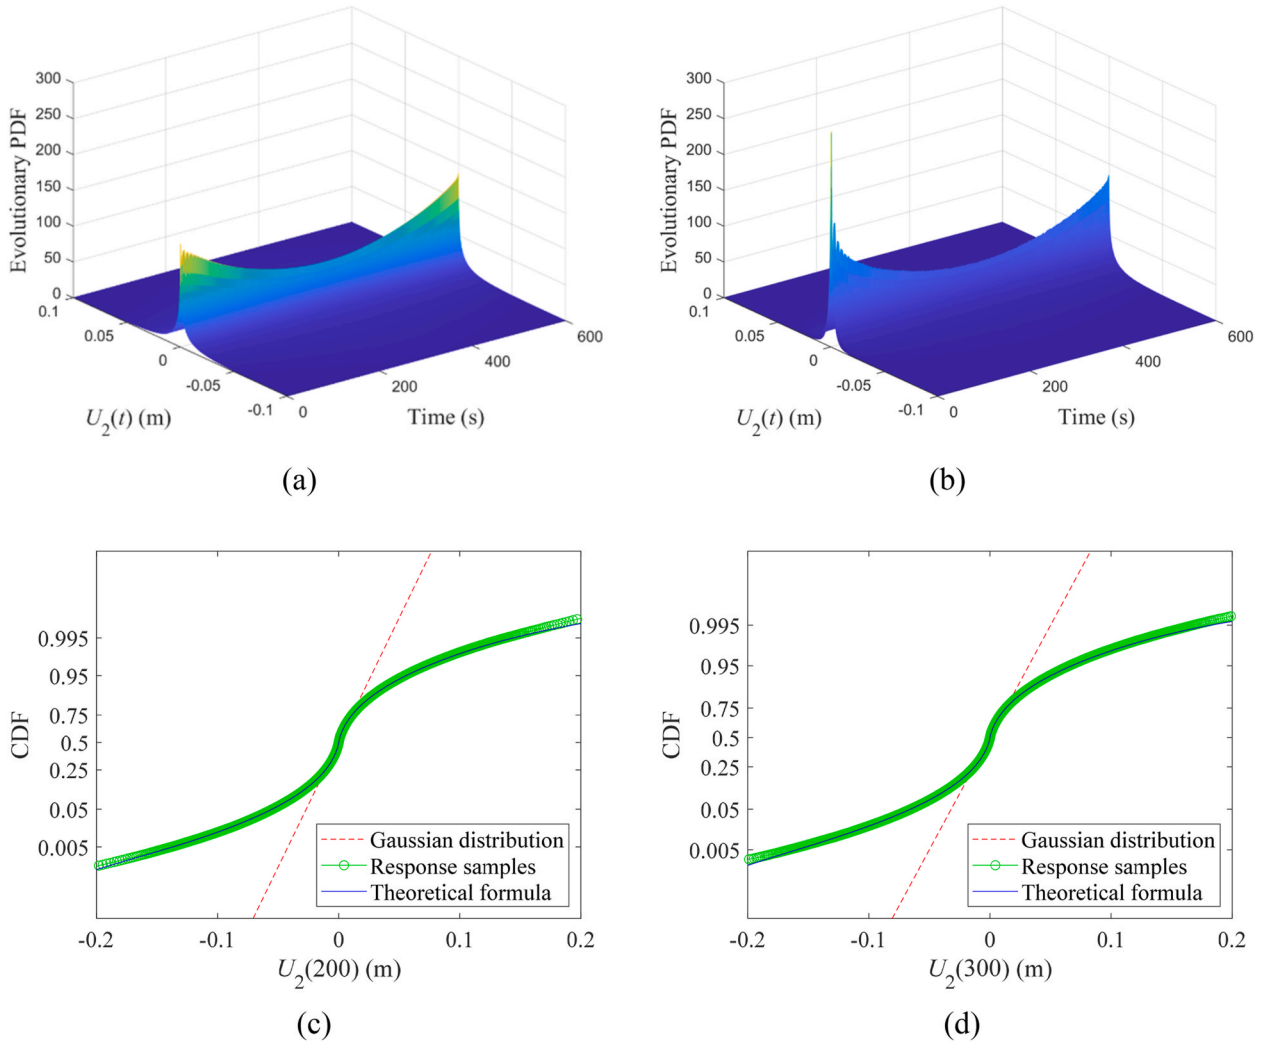 300
250
200
150
100
50
0
Evolutionary PDF
0.1
0.05
0
-0.05
-0.1
U2(t) (m)
0
200
400
600
Time (s)
(a)
300
250
200
150
100
50
0
Evolutionary PDF
0.1
0.05
0
-0.05
-0.1
U2(t) (m)
0
200
400
600
Time (s)
(b)
0.995
0.95
0.75
0.5
0.25
0.05
0.005
CDF
Gaussian distribution
Response samples
Theoretical formula
-0.2 -0.1 0 0.1 0.2
U2(200) (m)
(c)
0.995
0.95
0.75
0.5
0.25
0.05
0.005
CDF
Gaussian distribution
Response samples
Theoretical formula
-0.2 -0.1 0 0.1 0.2
U2(300) (m)
(d)